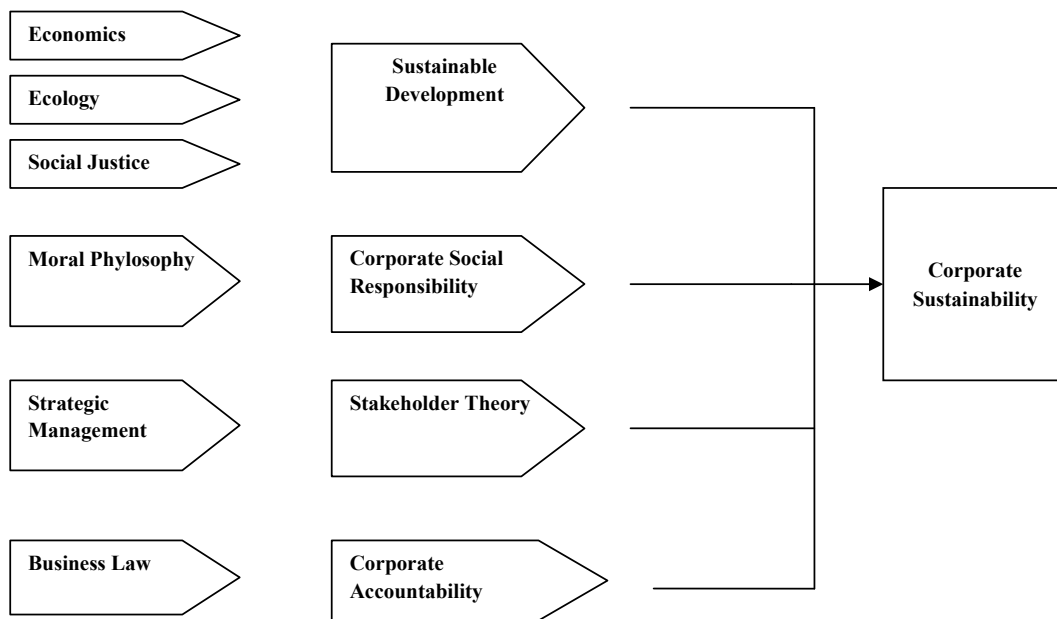 Economics
Ecology
Social Justice
Sustainable
Development
Moral Phylosophy
Corporate Social
Responsibility
Strategic
Management
Stakeholder Theory
Business Law
Corporate
Accountability
Corporate
Sustainability